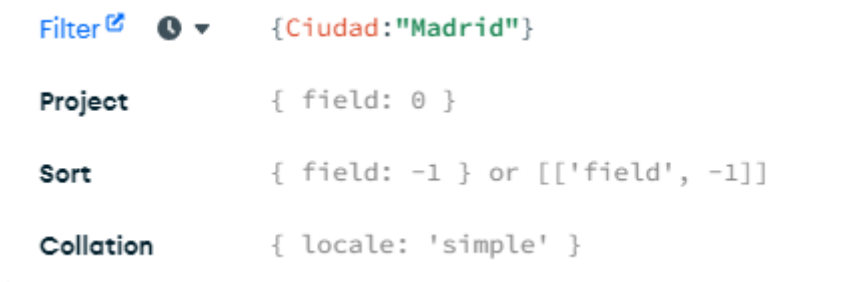 Filter {Ciudad:"Madrid"}
Project { field: 0 }
Sort { field: -1 } or [['field', -1]]
Collation { locale: 'simple' }